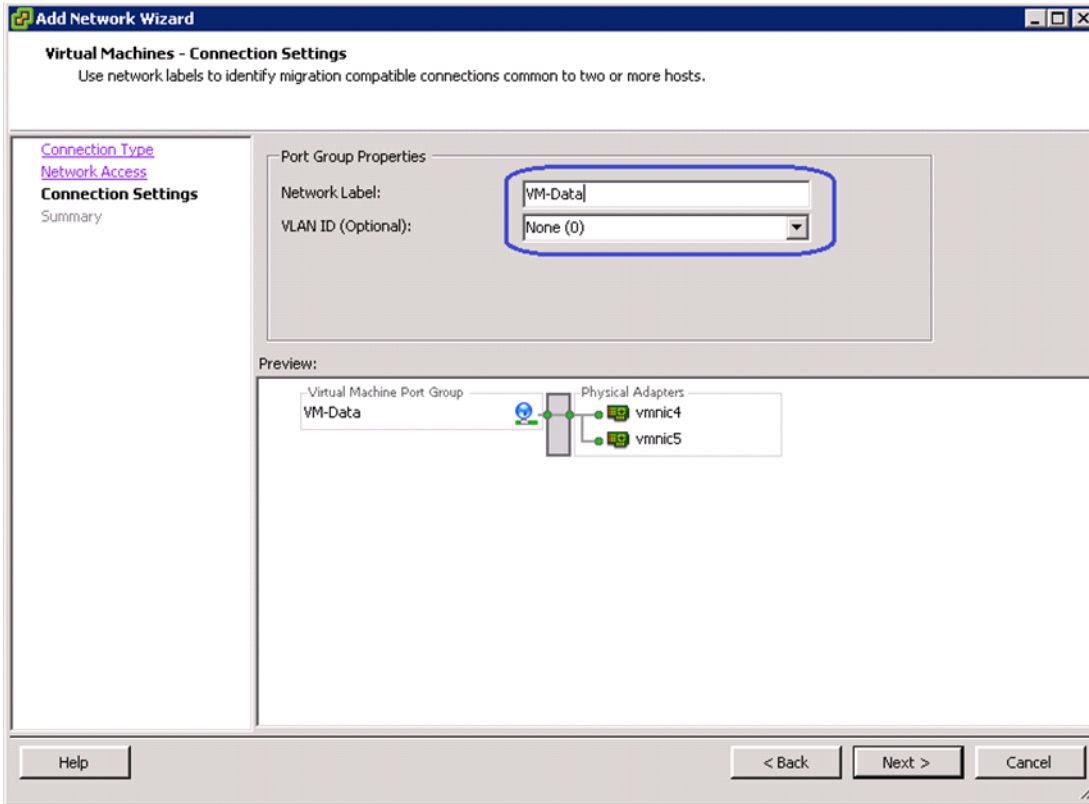 Add Network Wizard
Virtual Machines - Connection Settings
Use network labels to identify migration compatible connections common to two or more hosts.
Connection Type
Network Access
Connection Settings
Summary
Port Group Properties
Network Label:
VM-Data
VLAN ID (Optional):
None (0)
Preview:
Virtual Machine Port Group
VM-Data
Physical Adapters
vmnic4
vmnic5
Help
< Back
Next >
Cancel